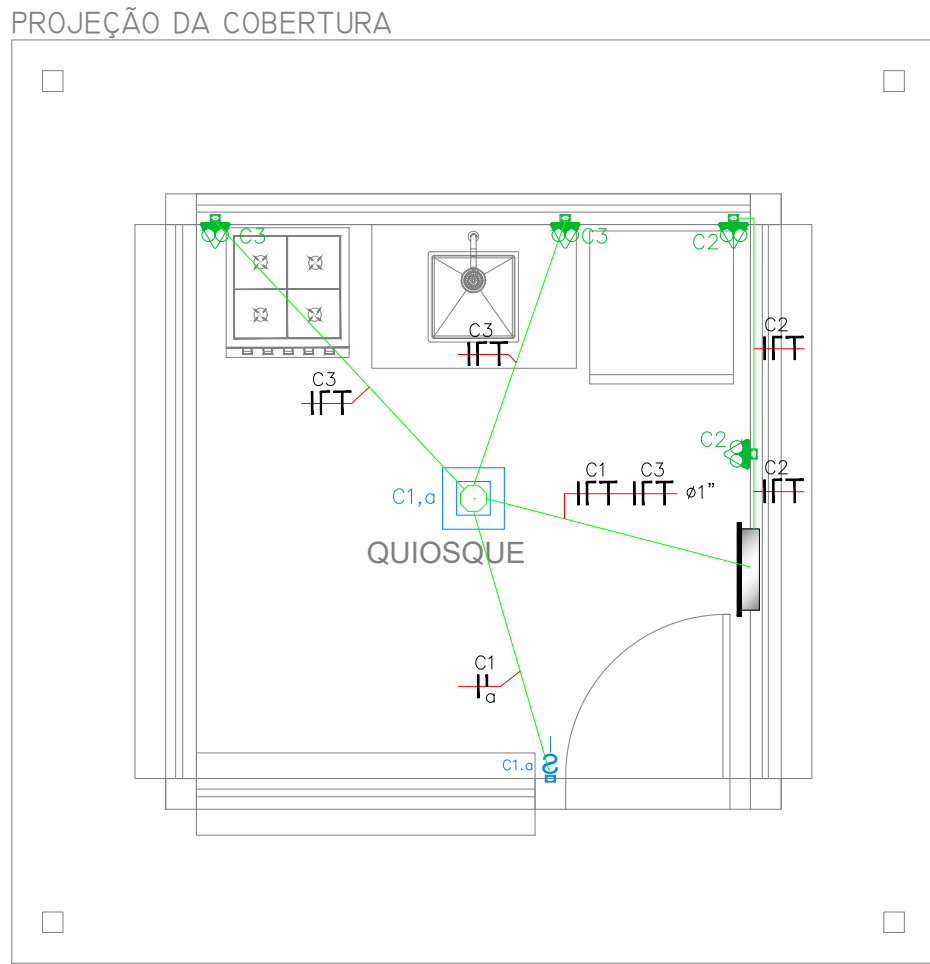 PROJEÇÃO DA COBERTURA
C3
C3
C2
C3
C2
C3
C2
C2
C1 C3 ø1"
C1,a
QUIOSQUE
C1
a
C1.a